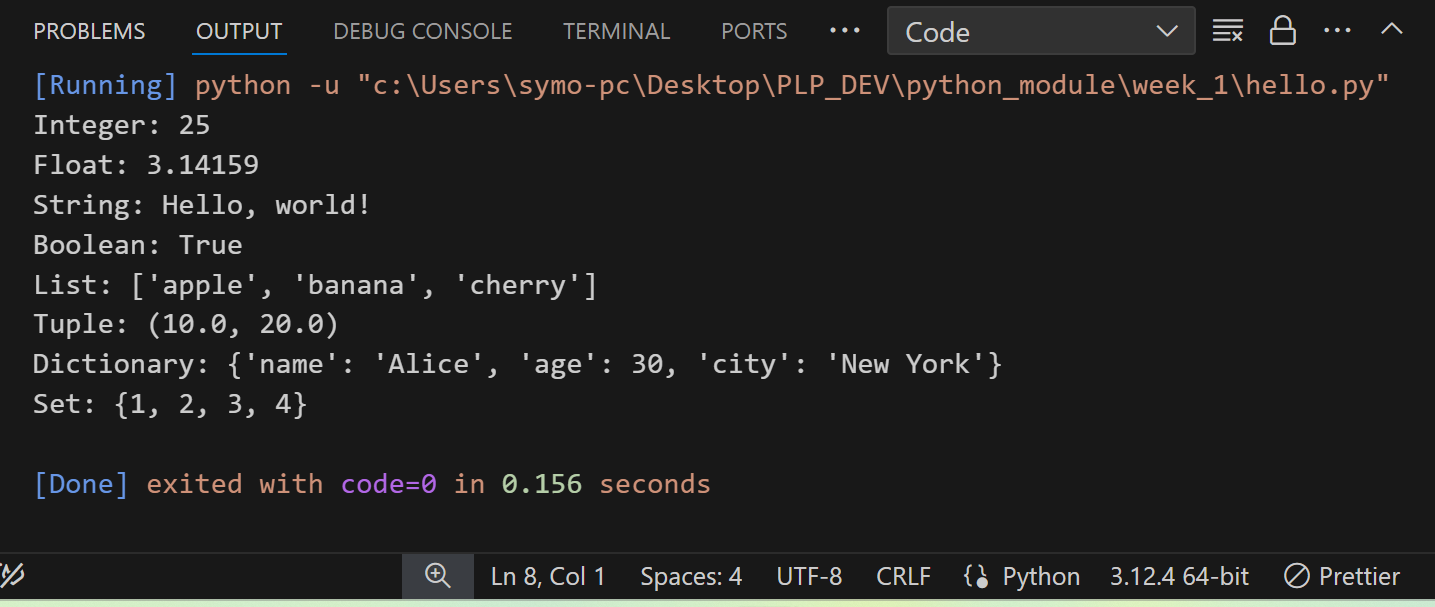 PROBLEMS OUTPUT DEBUG CONSOLE TERMINAL PORTS ··· Code
[Running] python -u "c:\Users\symo-pc\Desktop\PLP_DEV\python_module\week_1\hello.py"
Integer: 25
Float: 3.14159
String: Hello, world!
Boolean: True
List: ['apple', 'banana', 'cherry']
Tuple: (10.0, 20.0)
Dictionary: {'name': 'Alice', 'age': 30, 'city': 'New York'}
Set: {1, 2, 3, 4}
[Done] exited with code=0 in 0.156 seconds
Ln 8, Col 1 Spaces: 4 UTF-8 CRLF Python 3.12.4 64-bit Prettier